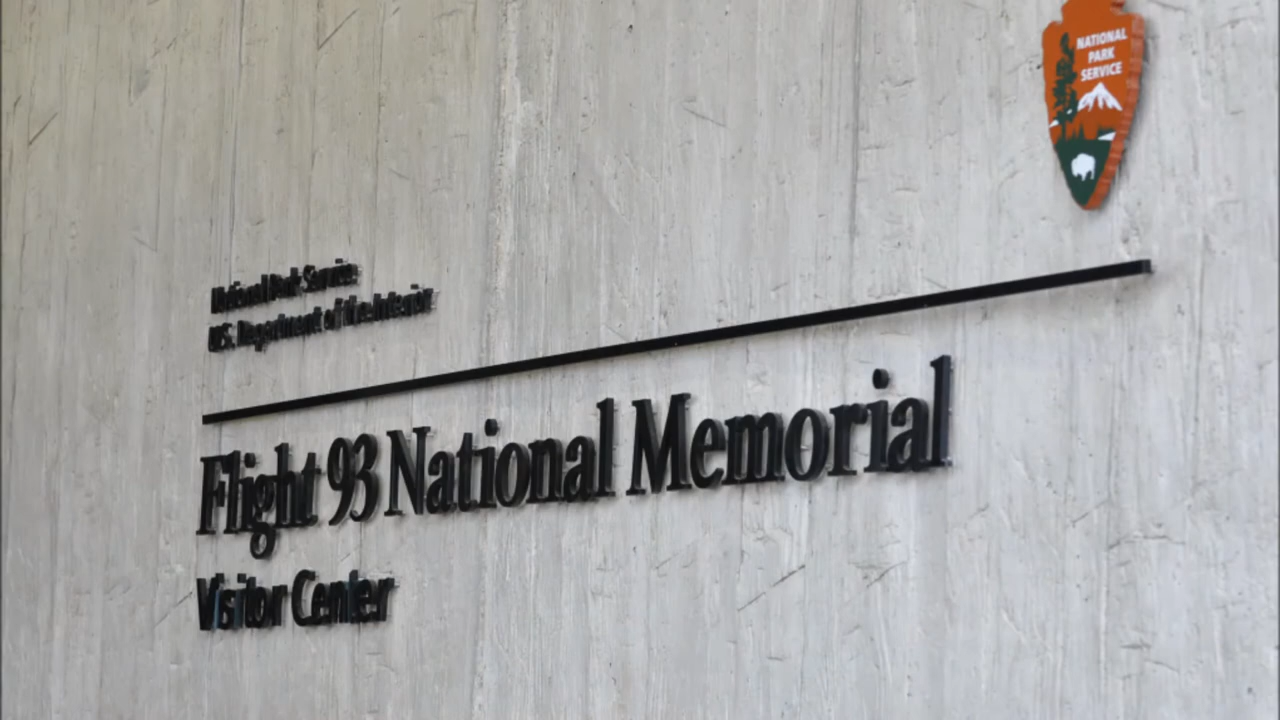 NATIONAL
PARK
SERVICE
National Park Service
U.S. Department of the Interior
Flight 93 National Memorial
Visitor Center